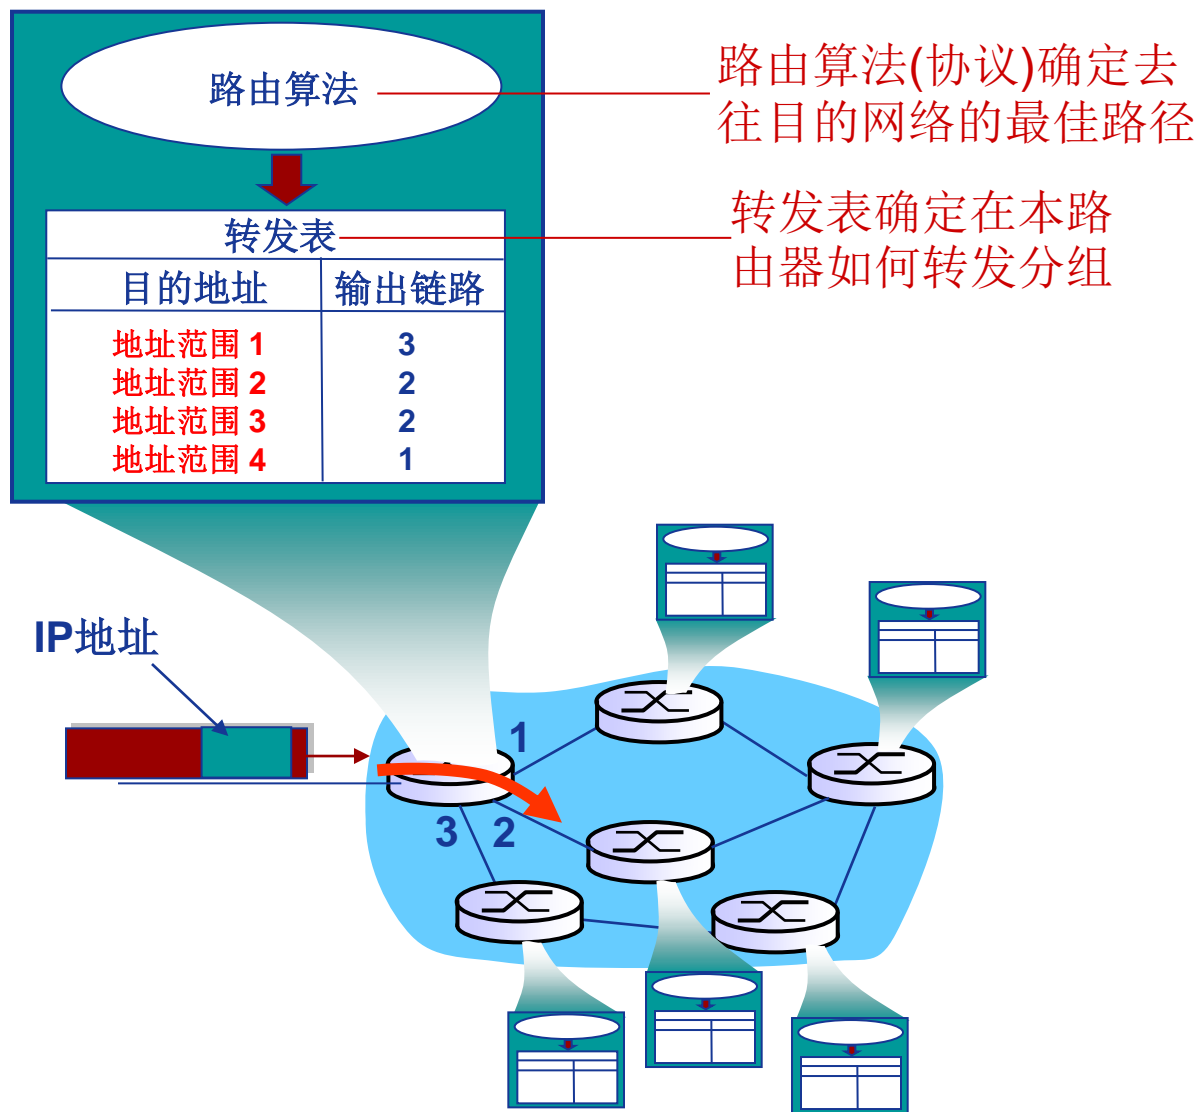 路由算法
路由算法(协议)确定去
往目的网络的最佳路径
转发表
转发表确定在本路
由器如何转发分组
目的地址 输出链路
地址范围 1 3
地址范围 2 2
地址范围 3 2
地址范围 4 1
IP地址
1
3 2